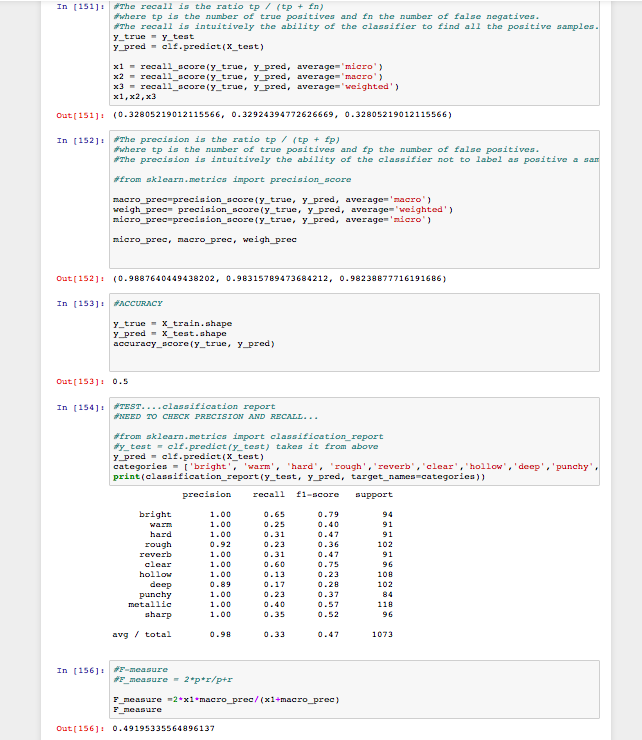 In [151]: #The recall is the ratio tp / (tp + fn)
#where tp is the number of true positives and fn the number of false negatives.
#The recall is intuitively the ability of the classifier to find all the positive samples.
y_true = y_test
y_pred = clf.predict(X_test)
x1 = recall_score(y_true, y_pred, average='micro')
x2 = recall_score(y_true, y_pred, average='macro')
x3 = recall_score(y_true, y_pred, average='weighted')
x1,x2,x3
Out[151]: (0.32805219012115566, 0.32924394772626669, 0.32805219012115566)
In [152]: #The precision is the ratio tp / (tp + fp)
#where tp is the number of true positives and fp the number of false positives.
#The precision is intuitively the ability of the classifier not to label as positive a sam
#from sklearn.metrics import precision_score
macro_prec=precision_score(y_true, y_pred, average='macro')
weigh_prec= precision_score(y_true, y_pred, average='weighted')
micro_prec=precision_score(y_true, y_pred, average='micro')
micro_prec, macro_prec, weigh_prec
Out[152]: (0.9887640449438202, 0.98315789473684212, 0.98238877716191686)
In [153]: #ACCURACY
y_true = X_train.shape
y_pred = X_test.shape
accuracy_score(y_true, y_pred)
Out[153]: 0.5
In [154]: #TEST....classification report
#NEED TO CHECK PRECISION AND RECALL...
#from sklearn.metrics import classification_report
#y_test = clf.predict(y_test) takes it from above
y_pred = clf.predict(X_test)
categories = ['bright', 'warm', 'hard', 'rough','reverb','clear','hollow','deep','punchy',
print(classification_report(y_test, y_pred, target_names=categories))
precision recall f1-score support
bright 1.00 0.65 0.79 94
warm 1.00 0.25 0.40 91
hard 1.00 0.31 0.47 91
rough 0.92 0.23 0.36 102
reverb 1.00 0.31 0.47 91
clear 1.00 0.60 0.75 96
hollow 1.00 0.13 0.23 108
deep 0.89 0.17 0.28 102
punchy 1.00 0.23 0.37 84
metallic 1.00 0.40 0.57 118
sharp 1.00 0.35 0.52 96
avg / total 0.98 0.33 0.47 1073
In [156]: #F-measure
#F_measure = 2*p*r/p+r
F_measure =2*x1*macro_prec/(x1+macro_prec)
F_measure
Out[156]: 0.49195335564896137